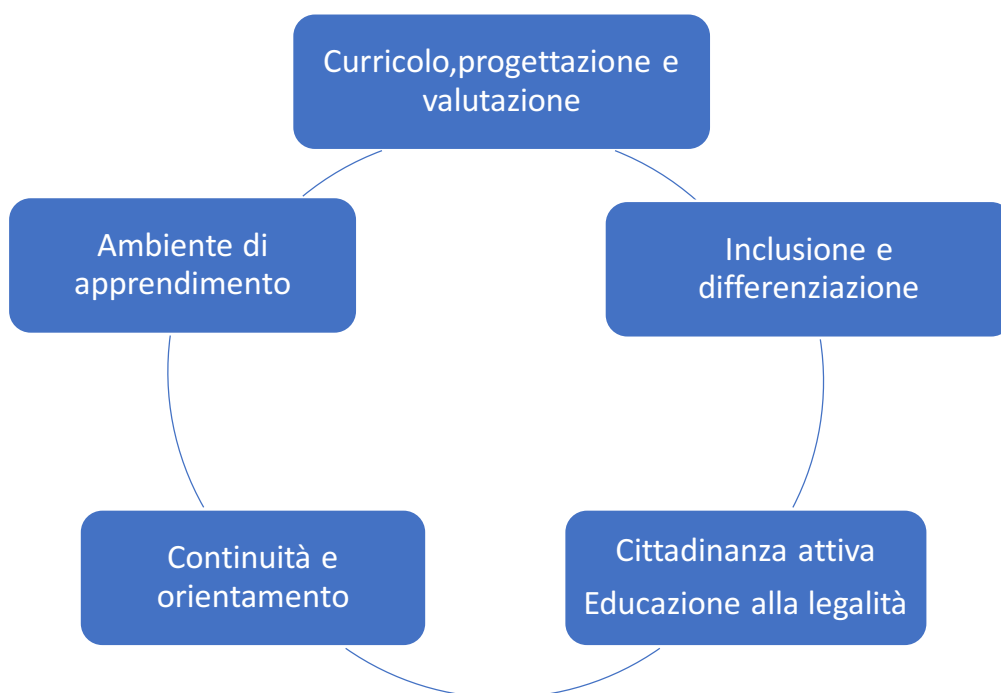 Curricolo,progettazione e
valutazione
Ambiente di
apprendimento
Inclusione e
differenziazione
Continuità e
orientamento
Cittadinanza attiva
Educazione alla legalità